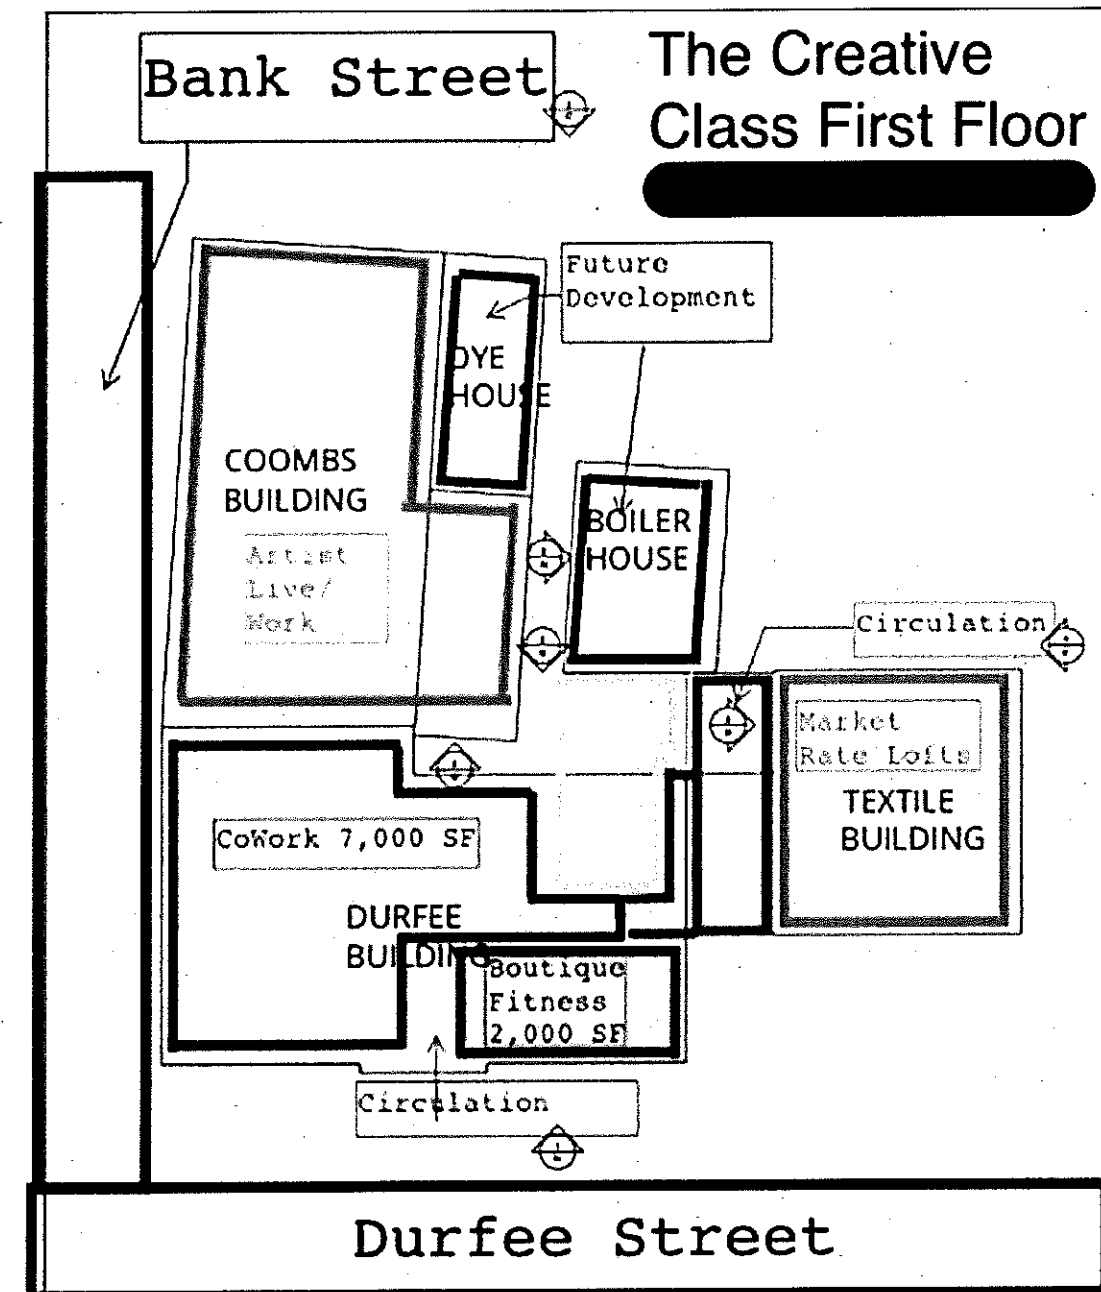 Bank Street
The Creative
Class First Floor
Future
Development
DYE
HOUSE
COOMBS
BUILDING
Artist
Live/
Work
BOILER
HOUSE
Circulation
Market
Rate Lofts
TEXTILE
BUILDING
CoWork 7,000 SF
DURFEE
BUILDING
Boutique
Fitness
2,000 SF
Circulation
Durfee Street